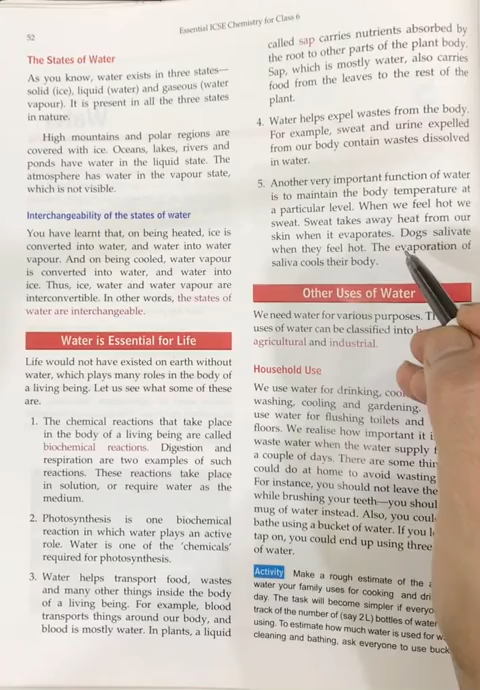 52
Essential ICSE Chemistry for Class 6
The States of Water
As you know, water exists in three states—
solid (ice), liquid (water) and gaseous (water
vapour). It is present in all the three states
in nature.
High mountains and polar regions are
covered with ice. Oceans, lakes, rivers and
ponds have water in the liquid state. The
atmosphere has water in the vapour state,
which is not visible.
Interchangeability of the states of water
You have learnt that, on being heated, ice is
converted into water, and water into water
vapour. And on being cooled, water vapour
is converted into water, and water into
ice. Thus, ice, water and water vapour are
interconvertible. In other words, the states of
water are interchangeable.
Water is Essential for Life
Life would not have existed on earth without
water, which plays many roles in the body of
a living being. Let us see what some of these
are.
1. The chemical reactions that take place
in the body of a living being are called
biochemical reactions. Digestion and
respiration are two examples of such
reactions. These reactions take place
in solution, or require water as the
medium.
2. Photosynthesis is one biochemical
reaction in which water plays an active
role. Water is one of the ‘chemicals’
required for photosynthesis.
3. Water helps transport food, wastes
and many other things inside the body
of a living being. For example, blood
transports things around our body, and
blood is mostly water. In plants, a liquid
called sap carries nutrients absorbed by
the root to other parts of the plant body.
Sap, which is mostly water, also carries
food from the leaves to the rest of the
plant.
4. Water helps expel wastes from the body.
For example, sweat and urine expelled
from our body contain wastes dissolved
in water.
5. Another very important function of water
is to maintain the body temperature at
a particular level. When we feel hot we
sweat. Sweat takes away heat from our
skin when it evaporates. Dogs salivate
when they feel hot. The evaporation of
saliva cools their body.
Other Uses of Water
We need water for various purposes.
uses of water can be classified into
agricultural and industrial.
Household Use
We use water for drinking,
washing, cooling and gardening.
use water for flushing toilets and
floors. We realise how important it
waste water when the water supply
a couple of days. There are some
could do at home to avoid wasting
For instance, you should not leave the
while brushing your teeth—you
mug of water instead. Also, you
bathe using a bucket of water. If you
tap on, you could end up using three
of water.
Activity Make a rough estimate of the
water your family uses for cooking and
day. The task will become simpler if
track of the number of (say 2 L) bottles of water
using. To estimate how much water is used for
cleaning and bathing, ask everyone to use